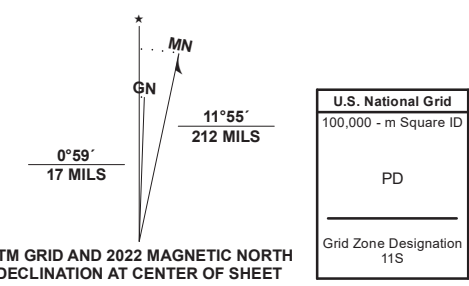 ★
MN
GN
11°55´
212 MILS
0°59´
17 MILS
TM GRID AND 2022 MAGNETIC NORTH
DECLINATION AT CENTER OF SHEET
U.S. National Grid
100,000 - m Square ID
PD
Grid Zone Designation
11S